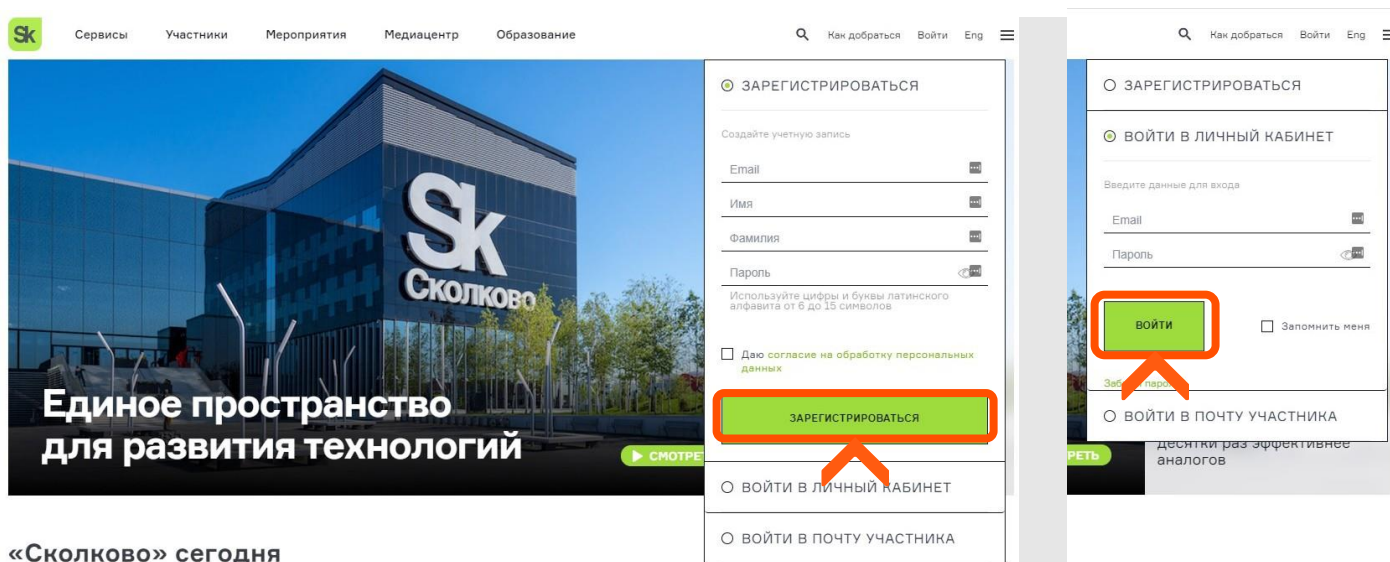 Sk
Сервисы
Участники
Мероприятия
Медиацентр
Образование
Как добраться
Войти
Eng
ЗАРЕГИСТРИРОВАТЬСЯ
Создайте учетную запись
Email
Имя
Фамилия
Пароль
Используйте цифры и буквы латинского
алфавита от 6 до 15 символов
Даю согласие на обработку персональных
данных
ЗАРЕГИСТРИРОВАТЬСЯ
ВОЙТИ В ЛИЧНЫЙ КАБИНЕТ
ВОЙТИ В ПОЧТУ УЧАСТНИКА
Sk
Сколково
Единое пространство
для развития технологий
СМОТРЕТ
«Сколково» сегодня
Как добраться
Войти
Eng
ЗАРЕГИСТРИРОВАТЬСЯ
ВОЙТИ В ЛИЧНЫЙ КАБИНЕТ
Введите данные для входа
Email
Пароль
ВОЙТИ
Запомнить меня
ВОЙТИ В ПОЧТУ УЧАСТНИКА
РЕТЬ
десятки раз эффективнее
аналогов